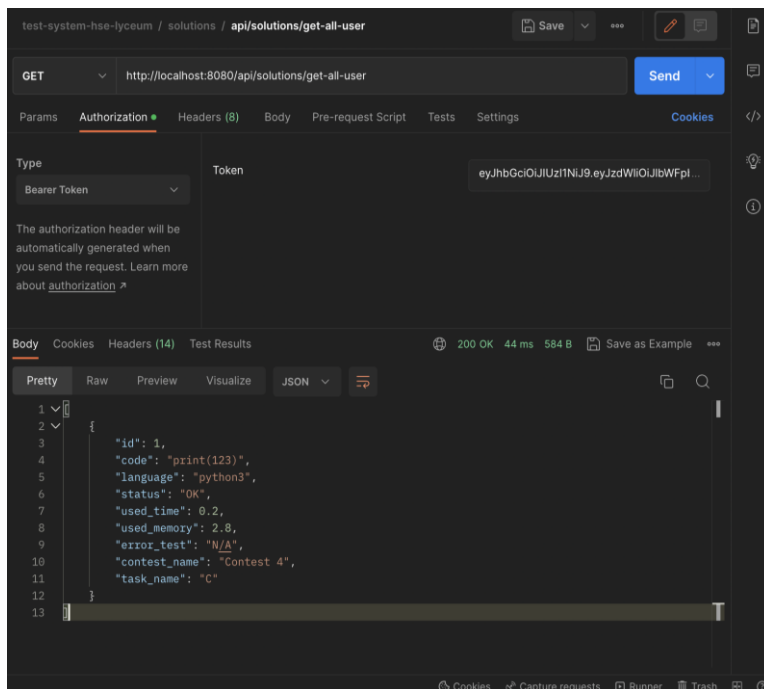 test-system-hse-lyceum / solutions / api/solutions/get-all-user
Save
GET http://localhost:8080/api/solutions/get-all-user Send
Params Authorization Headers (8) Body Pre-request Script Tests Settings Cookies
Type
Bearer Token
Token
eyJhbGciOiJIUzI1NiJ9.eyJzdWIiOiJlbWFpl...
The authorization header will be
automatically generated when
you send the request. Learn more
about authorization ↗
Body Cookies Headers (14) Test Results 200 OK 44 ms 584 B Save as Example
Pretty Raw Preview Visualize JSON
1 [
2 {
3 "id": 1,
4 "code": "print(123)",
5 "language": "python3",
6 "status": "OK",
7 "used_time": 0.2,
8 "used_memory": 2.8,
9 "error_test": "N/A",
10 "contest_name": "Contest 4",
11 "task_name": "C"
12 }
13 ]
Cookies Capture requests Runner Trash